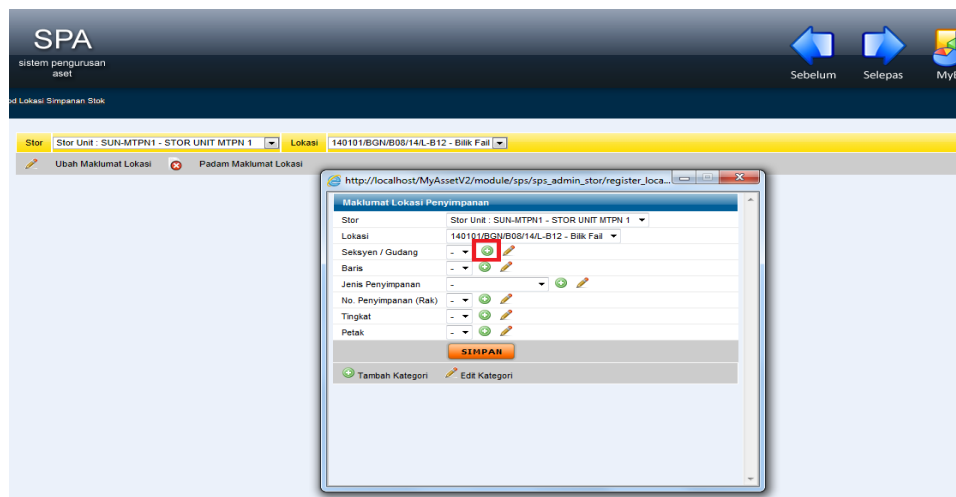 SPA
sistem pengurusan
aset
Sebelum Selepas
od Lokasi Simpanan Stok
Stor Stor Unit : SUN-MTPN1 - STOR UNIT MTPN 1 Lokasi 140101/BGN/B08/14/L-B12 - Bilik Fail
Ubah Maklumat Lokasi Padam Maklumat Lokasi
http://localhost/MyAssetV2/module/sps/sps_admin_stor/register_loca...
Maklumat Lokasi Penyimpanan
Stor Stor Unit : SUN-MTPN1 - STOR UNIT MTPN 1
Lokasi 140101/BGN/B08/14/L-B12 - Bilik Fail
Seksyen / Gudang -
Baris -
Jenis Penyimpanan -
No. Penyimpanan (Rak) -
Tingkat -
Petak -
SIMPAN
Tambah Kategori Edit Kategori